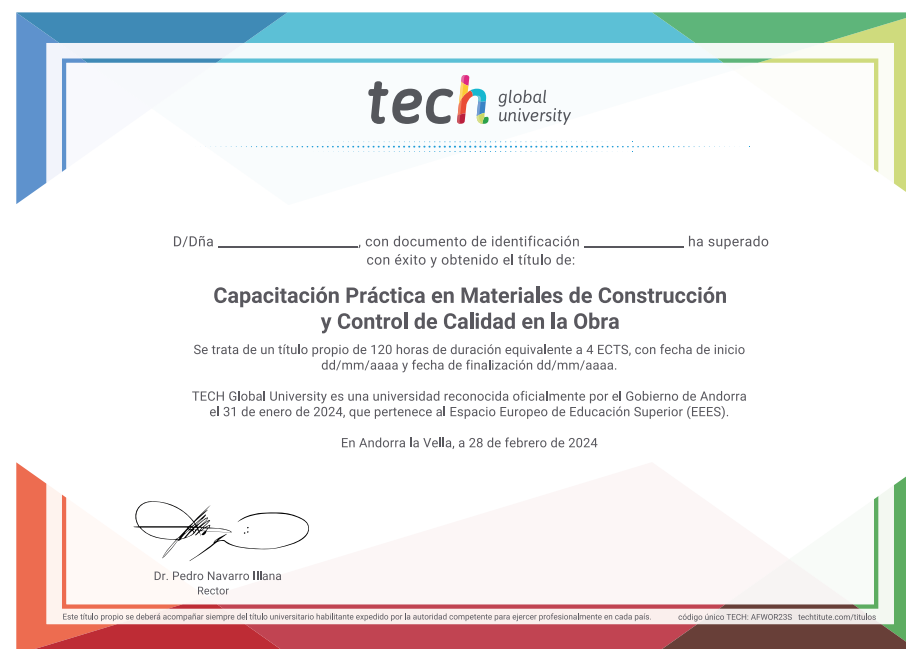 tech global university
D/Dña ____________, con documento de identificación ____________ ha superado
con éxito y obtenido el título de:
Capacitación Práctica en Materiales de Construcción
y Control de Calidad en la Obra
Se trata de un título propio de 120 horas de duración equivalente a 4 ECTS, con fecha de inicio
dd/mm/aaaa y fecha de finalización dd/mm/aaaa.
TECH Global University es una universidad reconocida oficialmente por el Gobierno de Andorra
el 31 de enero de 2024, que pertenece al Espacio Europeo de Educación Superior (EEES).
En Andorra la Vella, a 28 de febrero de 2024
Dr. Pedro Navarro Illana
Rector
Este título propio se deberá acompañar siempre del título universitario habilitante expedido por la autoridad competente para ejercer profesionalmente en cada país.
código único TECH: AFWOR23S techtitute.com/titulos